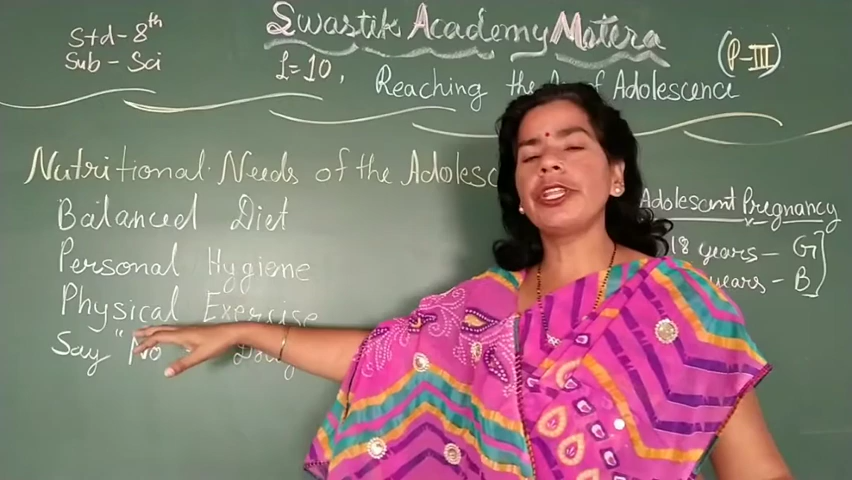 Std - 8th
Sub - Sci
Swastik Academy Matera
L=10,
(P-III)
Reaching the of Adolescence
Nutritional Needs of the Adolesc
Balanced Diet
Personal Hygiene
Physical Exercise
Say "No
Adolescent Pregnancy
18 years - G
years - B